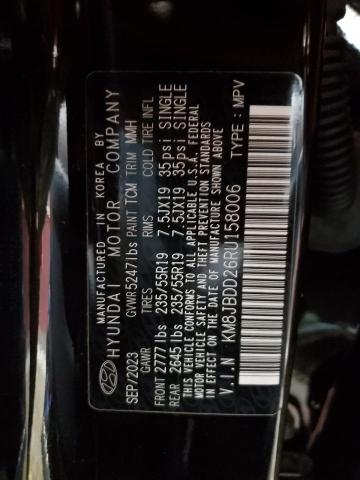 MANUFACTURED IN KOREA BY
HYUNDAI MOTOR COMPANY
SEP/2023 GVWR5247lbs PAINT TCM TRIM MMH
GAWR TIRES RIMS COLD TIRE INFL
FRONT 2777lbs 235/55R19 7.5JX19 35psi SINGLE
REAR 2645lbs 235/55R19 7.5JX19 35psi SINGLE
THIS VEHICLE CONFORMS TO ALL APPLICABLE U.S.A. FEDERAL
MOTOR VEHICLE SAFETY AND THEFT PREVENTION STANDARDS
IN EFFECT ON THE DATE OF MANUFACTURE SHOWN ABOVE
V.I.N KM8JBDD26RU158006 TYPE : MPV